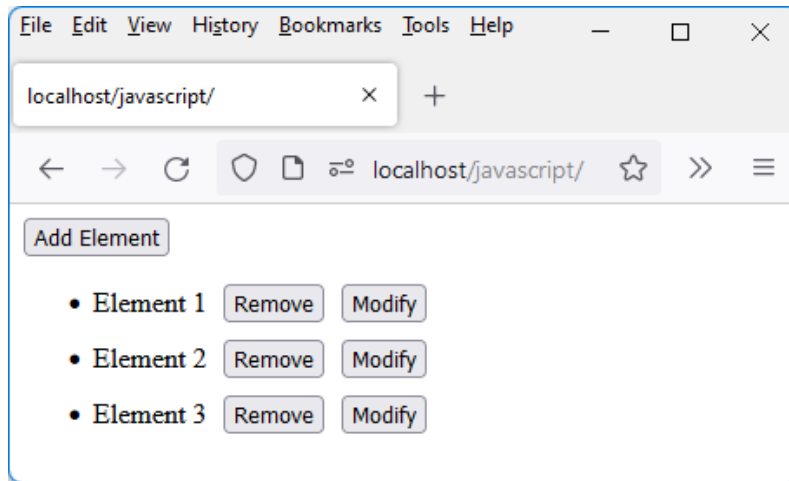 File Edit View History Bookmarks Tools Help
localhost/javascript/
localhost/javascript/
Add Element
• Element 1 Remove Modify
• Element 2 Remove Modify
• Element 3 Remove Modify